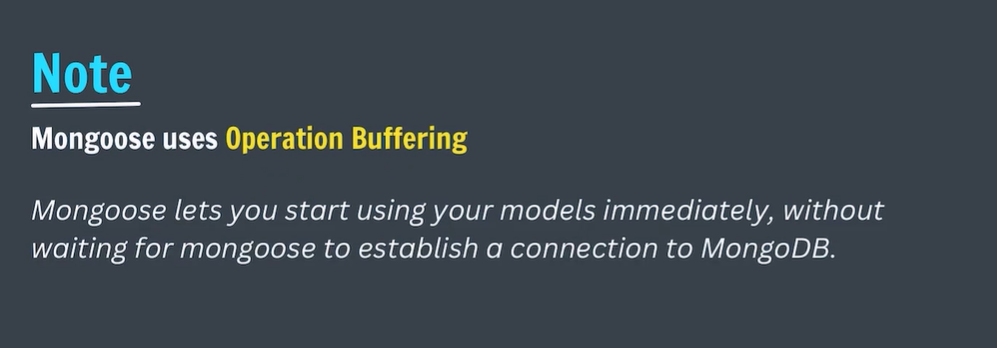 Note
Mongoose uses Operation Buffering
Mongoose lets you start using your models immediately, without
waiting for mongoose to establish a connection to MongoDB.